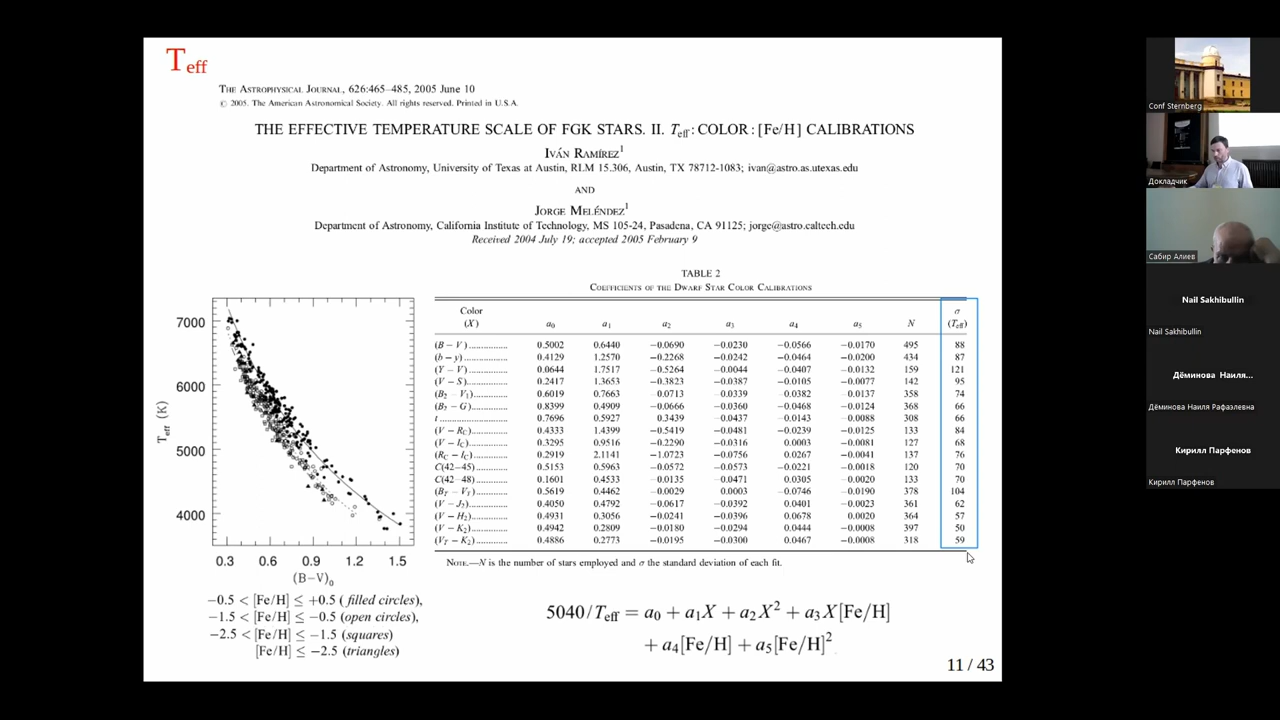 Teff
THE ASTROPHYSICAL JOURNAL, 626:465–485, 2005 June 10
© 2005. The American Astronomical Society. All rights reserved. Printed in U.S.A.
THE EFFECTIVE TEMPERATURE SCALE OF FGK STARS. II. Teff : COLOR : [Fe/H] CALIBRATIONS
IVÁN RAMÍREZ1
Department of Astronomy, University of Texas at Austin, RLM 15.306, Austin, TX 78712-1083; ivan@astro.as.utexas.edu
AND
JORGE MELÉNDEZ1
Department of Astronomy, California Institute of Technology, MS 105-24, Pasadena, CA 91125; jorge@astro.caltech.edu
Received 2004 July 19; accepted 2005 February 9
TABLE 2
COEFFICIENTS OF THE DWARF STAR COLOR CALIBRATIONS
Color (X) a0 a1 a2 a3 a4 a5 N σ (Teff)
(B − V) 0.5002 0.6440 −0.0690 −0.0230 −0.0566 −0.0170 495 88
(b − y) 0.4129 1.2570 −0.2268 −0.0242 −0.0464 −0.0200 434 87
(Y − V) 0.0644 1.7517 −0.5264 −0.0044 −0.0407 −0.0132 159 121
(V − S) 0.2417 1.3653 −0.3823 −0.0387 −0.0105 −0.0077 142 95
(B2 − V1) 0.6019 0.7663 −0.0713 −0.0339 −0.0382 −0.0137 358 74
(B2 − G) 0.8399 0.4909 −0.0666 −0.0360 −0.0468 −0.0124 368 66
t 0.7696 0.5927 0.3439 −0.0437 −0.0143 −0.0088 308 66
(V − RC) 0.4333 1.4399 −0.5419 −0.0481 −0.0239 −0.0125 133 84
(V − IC) 0.3295 0.9516 −0.2290 −0.0316 0.0003 −0.0081 127 68
(RC − IC) 0.2919 2.1141 −1.0723 −0.0756 0.0267 −0.0041 137 76
C(42–45) 0.5153 0.5963 −0.0572 −0.0573 −0.0221 −0.0018 120 70
C(42–48) 0.1601 0.4533 −0.0135 −0.0471 0.0305 −0.0020 133 70
(BT − VT) 0.5619 0.4462 −0.0029 0.0003 −0.0746 −0.0190 378 104
(V − J2) 0.4050 0.4792 −0.0617 −0.0392 0.0401 −0.0023 361 62
(V − H2) 0.4931 0.3056 −0.0241 −0.0396 0.0678 0.0020 364 57
(V − K2) 0.4942 0.2809 −0.0180 −0.0294 0.0444 −0.0008 397 50
(VT − K2) 0.4886 0.2773 −0.0195 −0.0300 0.0467 −0.0008 318 59
NOTE.—N is the number of stars employed and σ the standard deviation of each fit.
7000
6000
5000
4000
Teff (K)
0.3 0.6 0.9 1.2 1.5
(B−V)0
−0.5 < [Fe/H] ≤ +0.5 (filled circles),
−1.5 < [Fe/H] ≤ −0.5 (open circles),
−2.5 < [Fe/H] ≤ −1.5 (squares)
[Fe/H] ≤ −2.5 (triangles)
5040/Teff = a0 + a1X + a2X2 + a3X[Fe/H]
+ a4[Fe/H] + a5[Fe/H]2
11 / 43
Conf Sternberg
Докладчик
Сабир Алиев
Nail Sakhibullin
Nail Sakhibullin
Дёминова Наиля...
Дёминова Наиля Рафаэлевна
Кирилл Парфенов
Кирилл Парфенов